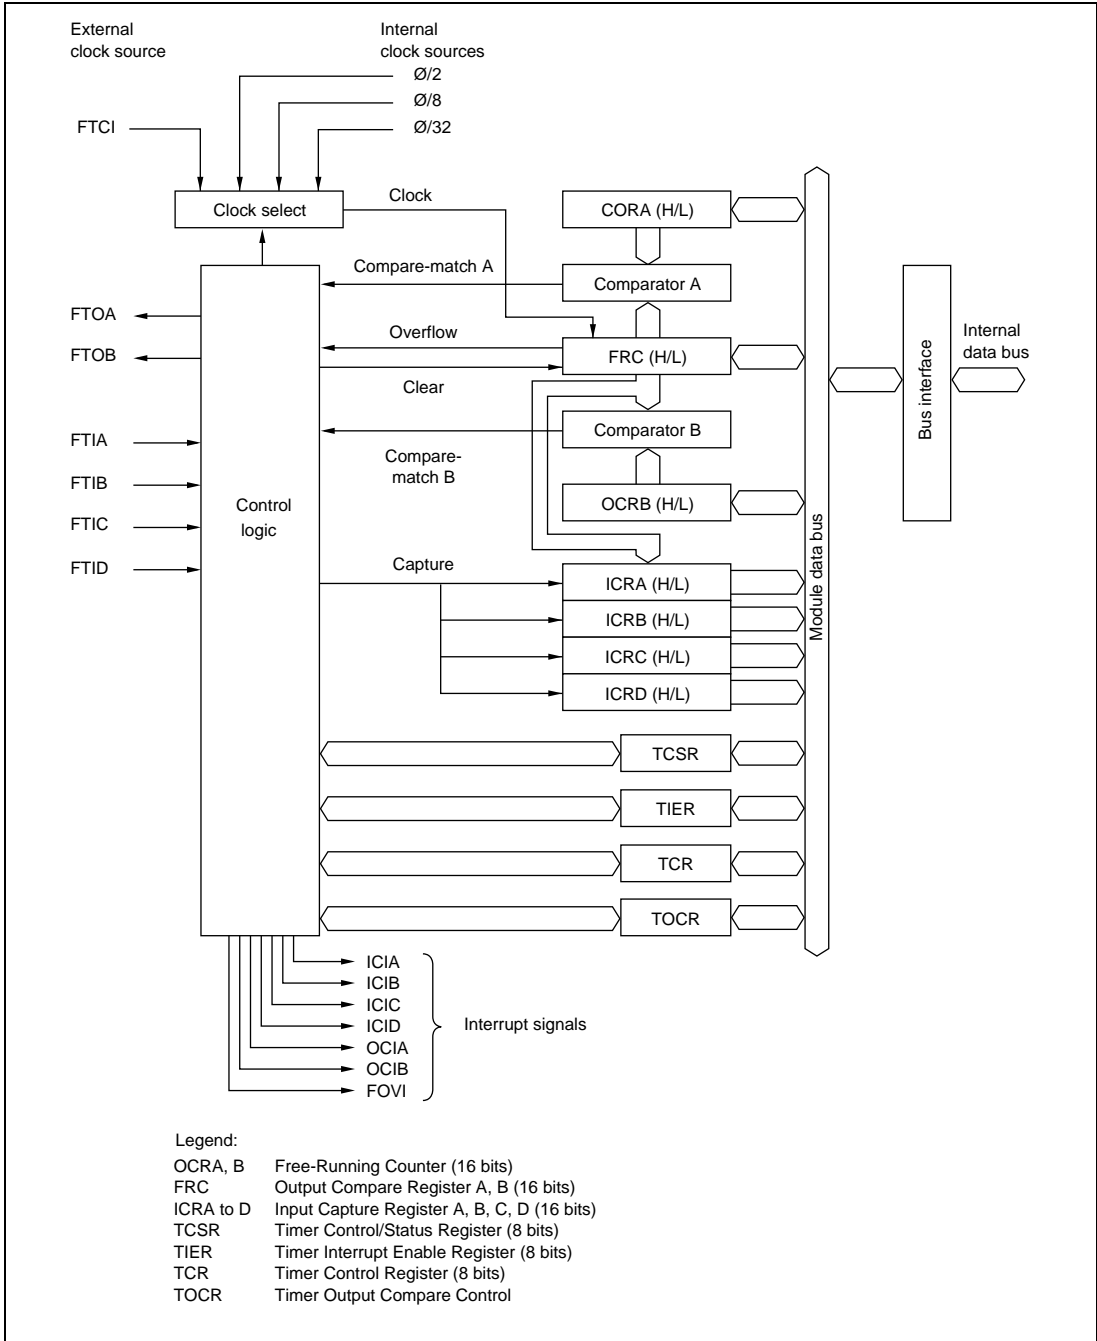 External
clock source
Internal
clock sources
Ø/2
Ø/8
FTCI
Ø/32
Clock select
Clock
CORA (H/L)
Compare-match A
Comparator A
FTOA
Overflow
FTOB
FRC (H/L)
Internal
data bus
Clear
Bus interface
FTIA
Comparator B
Compare-
match B
FTIB
Control
logic
OCRB (H/L)
FTIC
FTID
Capture
ICRA (H/L)
Module data bus
ICRB (H/L)
ICRC (H/L)
ICRD (H/L)
TCSR
TIER
TCR
TOCR
ICIA
ICIB
ICIC
ICID
Interrupt signals
OCIA
OCIB
FOVI
Legend:
OCRA, B Free-Running Counter (16 bits)
FRC Output Compare Register A, B (16 bits)
ICRA to D Input Capture Register A, B, C, D (16 bits)
TCSR Timer Control/Status Register (8 bits)
TIER Timer Interrupt Enable Register (8 bits)
TCR Timer Control Register (8 bits)
TOCR Timer Output Compare Control